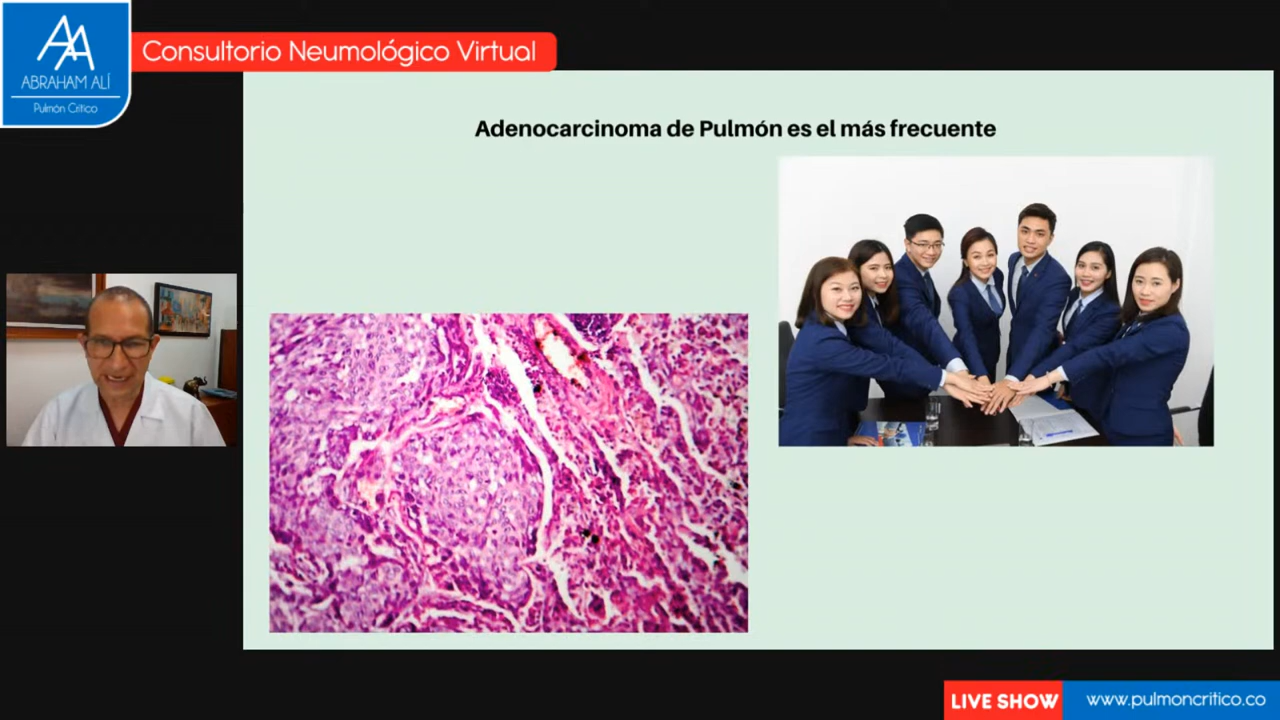 ABRAHAM ALÍ
Pulmón Crítico
Consultorio Neumológico Virtual
Adenocarcinoma de Pulmón es el más frecuente
LIVE SHOW
www.pulmoncritico.co